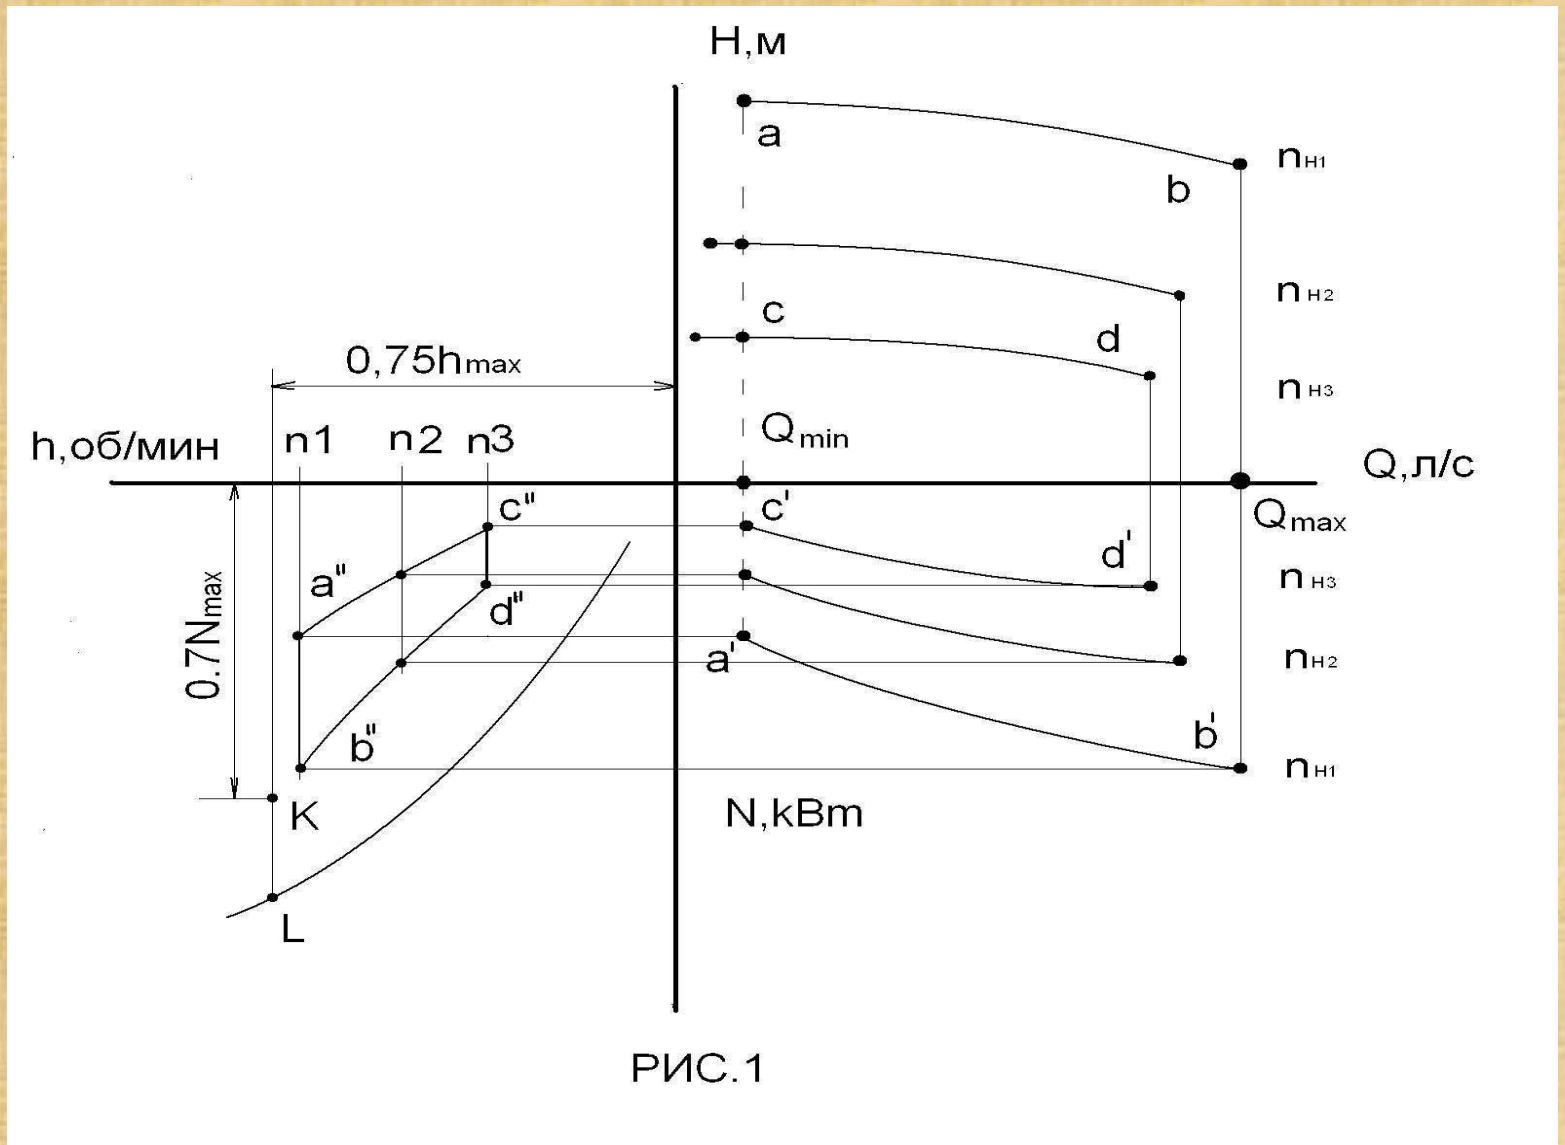 H,м
a
nН1
b
nН2
c
d
0,75hmax
nН3
Qmin
h,об/мин
n1
n2
n3
Q,л/с
c"
c'
Qmax
d'
a"
nН3
d"
0.7Nmax
a'
nН2
b"
b'
nН1
K
N,kBm
L
РИС.1